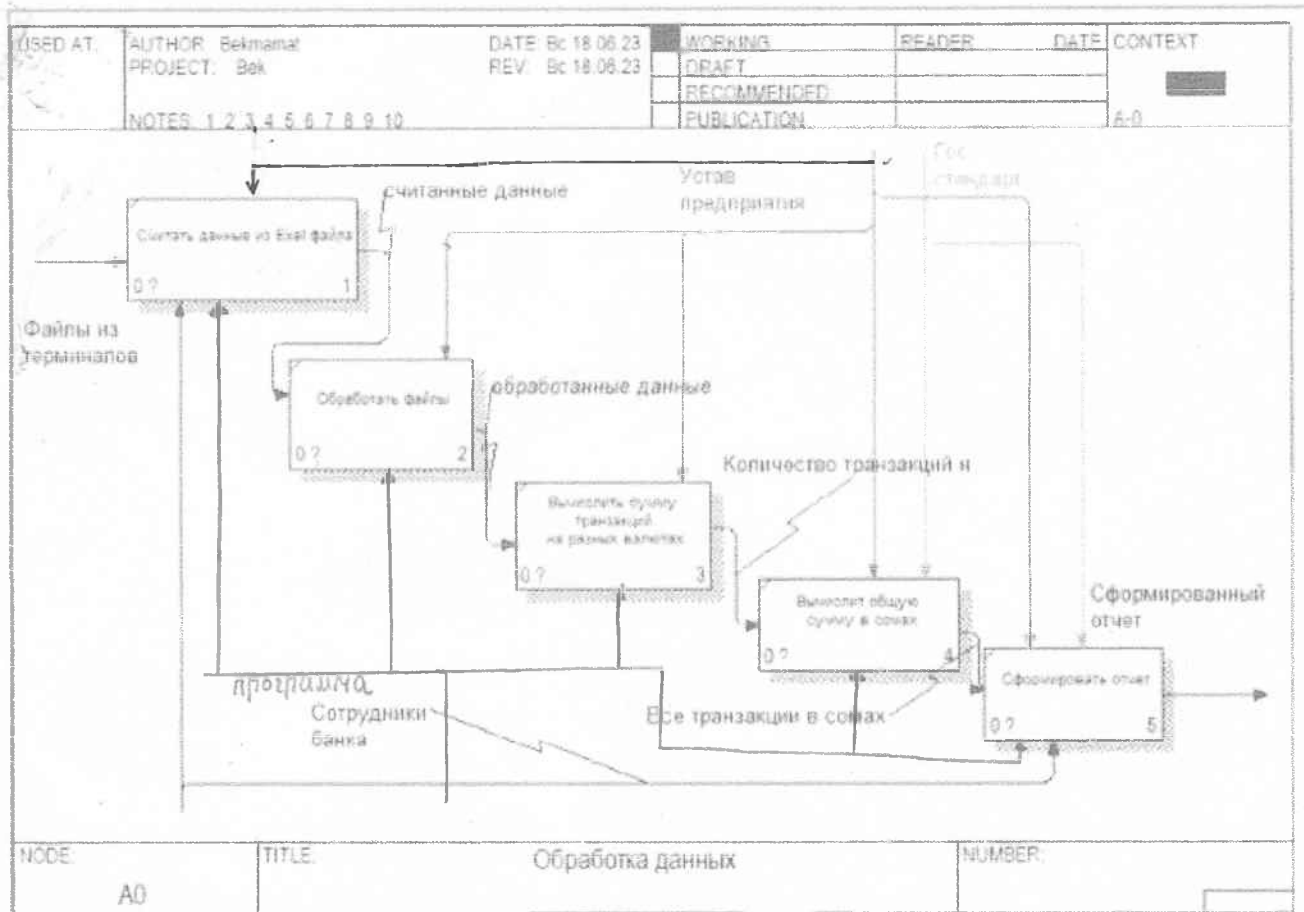 USED AT:
AUTHOR: Bekmamat
DATE: Вс 18.06.23
PROJECT: Bek
REV: Вс 18.06.23
NOTES: 1 2 3 4 5 6 7 8 9 10
WORKING
DRAFT
RECOMMENDED
PUBLICATION
READER
DATE
CONTEXT
A-0
Устав
предприятия
Гос
стандарт
считанные данные
Считать данные из Exel файла
0 ?
1
Файлы из
терминалов
Обработать файлы
0 ?
2
обработанные данные
Количество транзакций н
Вычислить сумму
транзакций
на разных валютах
0 ?
3
Вычислит общую
сумму в сомах
0 ?
4
Сформированный
отчет
Сформировать отчет
0 ?
5
программа
Сотрудники
банка
Все транзакции в сомах
NODE:
A0
TITLE:
Обработка данных
NUMBER: